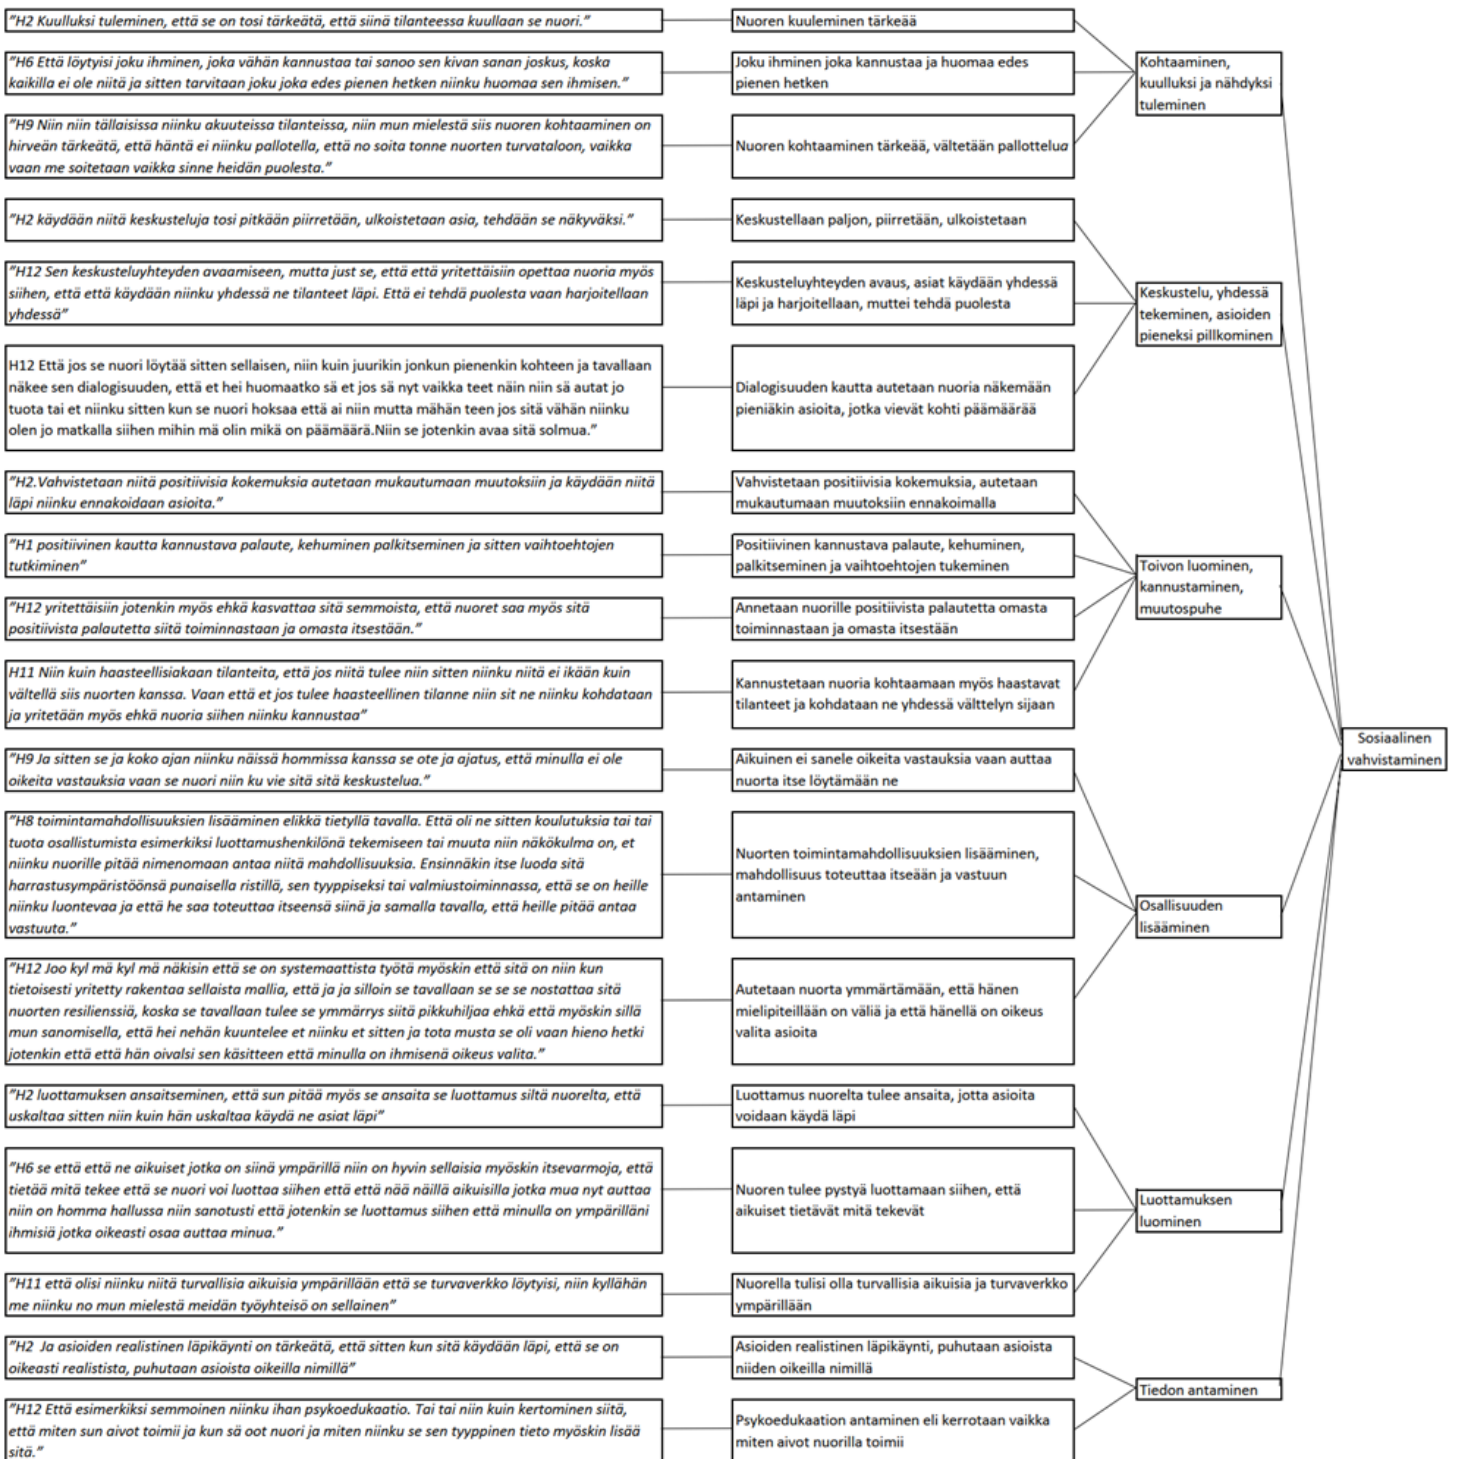 "H2 Kuulluksi tuleminen, että se on tosi tärkeätä, että siinä tilanteessa kuullaan se nuori."
Nuoren kuuleminen tärkeää
"H6 Että löytyisi joku ihminen, joka vähän kannustaa tai sanoo sen kivan sanan joskus, koska
kaikilla ei ole niitä ja sitten tarvitaan joku joka edes pienen hetken niinku huomaa sen ihmisen."
Joku ihminen joka kannustaa ja huomaa edes
pienen hetken
"H9 Niin niin tällaisissa niinku akuuteissa tilanteissa, niin mun mielestä siis nuoren kohtaaminen on
hirveän tärkeätä, että häntä ei niinku pallotella, että no soita tonne nuorten turvataloon, vaikka
vaan me soitetaan vaikka sinne heidän puolesta."
Nuoren kohtaaminen tärkeää, vältetään pallottelua
Kohtaaminen,
kuulluksi ja nähdyksi
tuleminen
"H2 käydään niitä keskusteluja tosi pitkään piirretään, ulkoistetaan asia, tehdään se näkyväksi."
Keskustellaan paljon, piirretään, ulkoistetaan
"H12 Sen keskusteluyhteyden avaamiseen, mutta just se, että että yritettäisiin opettaa nuoria myös
siihen, että että käydään niinku yhdessä ne tilanteet läpi. Että ei tehdä puolesta vaan harjoitellaan
yhdessä"
Keskusteluyhteyden avaus, asiat käydään yhdessä
läpi ja harjoitellaan, muttei tehdä puolesta
H12 Että jos se nuori löytää sitten sellaisen, niin kuin juurikin jonkun pienenkin kohteen ja tavallaan
näkee sen dialogisuuden, että et hei huomaatko sä et jos sä nyt vaikka teet näin niin sä autat jo
tuota tai et niinku sitten kun se nuori hoksaa että ai niin mutta mähän teen jos sitä vähän niinku
olen jo matkalla siihen mihin mä olin mikä on päämäärä.Niin se jotenkin avaa sitä solmua."
Dialogisuuden kautta autetaan nuoria näkemään
pieniäkin asioita, jotka vievät kohti päämäärää
Keskustelu, yhdessä
tekeminen, asioiden
pieneksi pillkominen
"H2.Vahvistetaan niitä positiivisia kokemuksia autetaan mukautumaan muutoksiin ja käydään niitä
läpi niinku ennakoidaan asioita."
Vahvistetaan positiivisia kokemuksia, autetaan
mukautumaan muutoksiin ennakoimalla
"H1 positiivinen kautta kannustava palaute, kehuminen palkitseminen ja sitten vaihtoehtojen
tutkiminen"
Positiivinen kannustava palaute, kehuminen,
palkitseminen ja vaihtoehtojen tukeminen
"H12 yritettäisiin jotenkin myös ehkä kasvattaa sitä semmoista, että nuoret saa myös sitä
positiivista palautetta siitä toiminnastaan ja omasta itsestään."
Annetaan nuorille positiivista palautetta omasta
toiminnastaan ja omasta itsestään
H11 Niin kuin haasteellisiakaan tilanteita, että jos niitä tulee niin sitten niinku niitä ei ikään kuin
vältellä siis nuorten kanssa. Vaan että et jos tulee haasteellinen tilanne niin sit ne niinku kohdataan
ja yritetään myös ehkä nuoria siihen niinku kannustaa"
Kannustetaan nuoria kohtaamaan myös haastavat
tilanteet ja kohdataan ne yhdessä välttelyn sijaan
Toivon luominen,
kannustaminen,
muutospuhe
"H9 Ja sitten se ja koko ajan niinku näissä hommissa kanssa se ote ja ajatus, että minulla ei ole
oikeita vastauksia vaan se nuori niin ku vie sitä sitä keskustelua."
Aikuinen ei sanele oikeita vastauksia vaan auttaa
nuorta itse löytämään ne
"H8 toimintamahdollisuuksien lisääminen elikkä tietyllä tavalla. Että oli ne sitten koulutuksia tai tai
tuota osallistumista esimerkiksi luottamushenkilönä tekemiseen tai muuta niin näkökulma on, et
niinku nuorille pitää nimenomaan antaa niitä mahdollisuuksia. Ensinnäkin itse luoda sitä
harrastusympäristöönsä punaisella ristillä, sen tyyppiseksi tai valmiustoiminnassa, että se on heille
niinku luontevaa ja että he saa toteuttaa itseensä siinä ja samalla tavalla, että heille pitää antaa
vastuuta."
Nuorten toimintamahdollisuuksien lisääminen,
mahdollisuus toteuttaa itseään ja vastuun
antaminen
"H12 Joo kyl mä kyl mä näkisin että se on systemaattista työtä myöskin että sitä on niin kun
tietoisesti yritetty rakentaa sellaista mallia, että ja ja silloin se tavallaan se se se nostattaa sitä
nuorten resilienssiä, koska se tavallaan tulee se ymmärrys siitä pikkuhiljaa ehkä että myöskin sillä
mun sanomisella, että hei nehän kuuntelee et niinku et sitten ja tota musta se oli vaan hieno hetki
jotenkin että että hän oivalsi sen käsitteen että minulla on ihmisenä oikeus valita."
Autetaan nuorta ymmärtämään, että hänen
mielipiteillään on väliä ja että hänellä on oikeus
valita asioita
Osallisuuden
lisääminen
Sosiaalinen
vahvistaminen
"H2 luottamuksen ansaitseminen, että sun pitää myös se ansaita se luottamus siltä nuorelta, että
uskaltaa sitten niin kuin hän uskaltaa käydä ne asiat läpi"
Luottamus nuorelta tulee ansaita, jotta asioita
voidaan käydä läpi
"H6 se että että ne aikuiset jotka on siinä ympärillä niin on hyvin sellaisia myöskin itsevarmoja, että
tietää mitä tekee että se nuori voi luottaa siihen että että nää näillä aikuisilla jotka mua nyt auttaa
niin on homma hallussa niin sanotusti että jotenkin se luottamus siihen että minulla on ympärilläni
ihmisiä jotka oikeasti osaa auttaa minua."
Nuoren tulee pystyä luottamaan siihen, että
aikuiset tietävät mitä tekevät
"H11 että olisi niinku niitä turvallisia aikuisia ympärillään että se turvaverkko löytyisi, niin kyllähän
me niinku no mun mielestä meidän työyhteisö on sellainen"
Nuorella tulisi olla turvallisia aikuisia ja turvaverkko
ympärillään
Luottamuksen
luominen
"H2  Ja asioiden realistinen läpikäynti on tärkeätä, että sitten kun sitä käydään läpi, että se on
oikeasti realistista, puhutaan asioista oikeilla nimillä"
Asioiden realistinen läpikäynti, puhutaan asioista
niiden oikeilla nimillä
"H12 Että esimerkiksi semmoinen niinku ihan psykoedukaatio. Tai tai niin kuin kertominen siitä,
että miten sun aivot toimii ja kun sä oot nuori ja miten niinku se sen tyyppinen tieto myöskin lisää
sitä."
Psykoedukaation antaminen eli kerrotaan vaikka
miten aivot nuorilla toimii
Tiedon antaminen